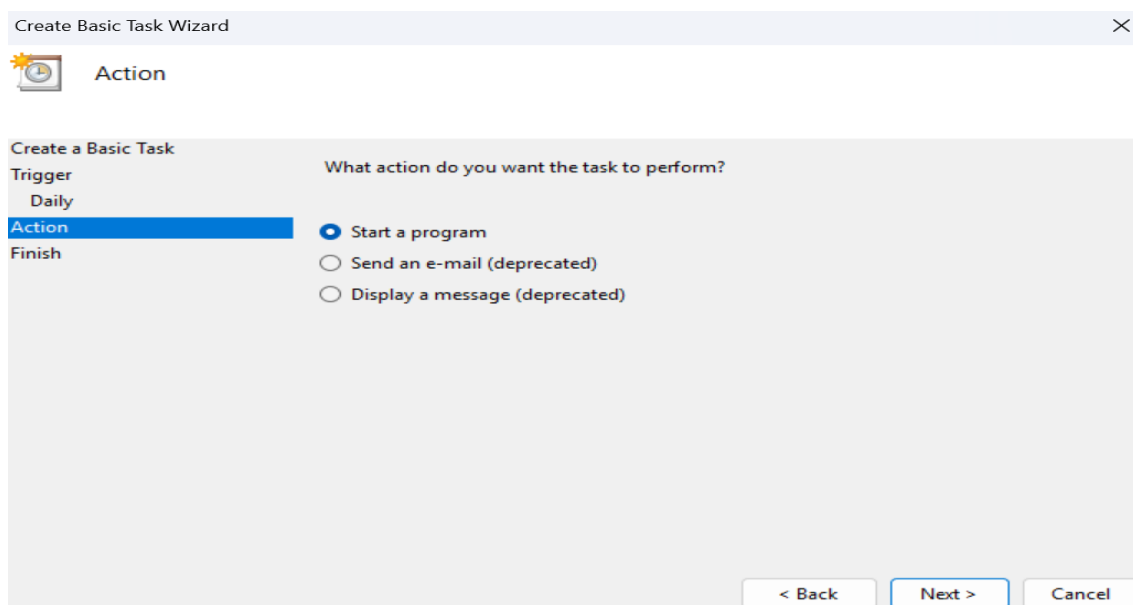 Create Basic Task Wizard
Action
Create a Basic Task
Trigger
Daily
Action
Finish
What action do you want the task to perform?
Start a program
Send an e-mail (deprecated)
Display a message (deprecated)
< Back
Next >
Cancel